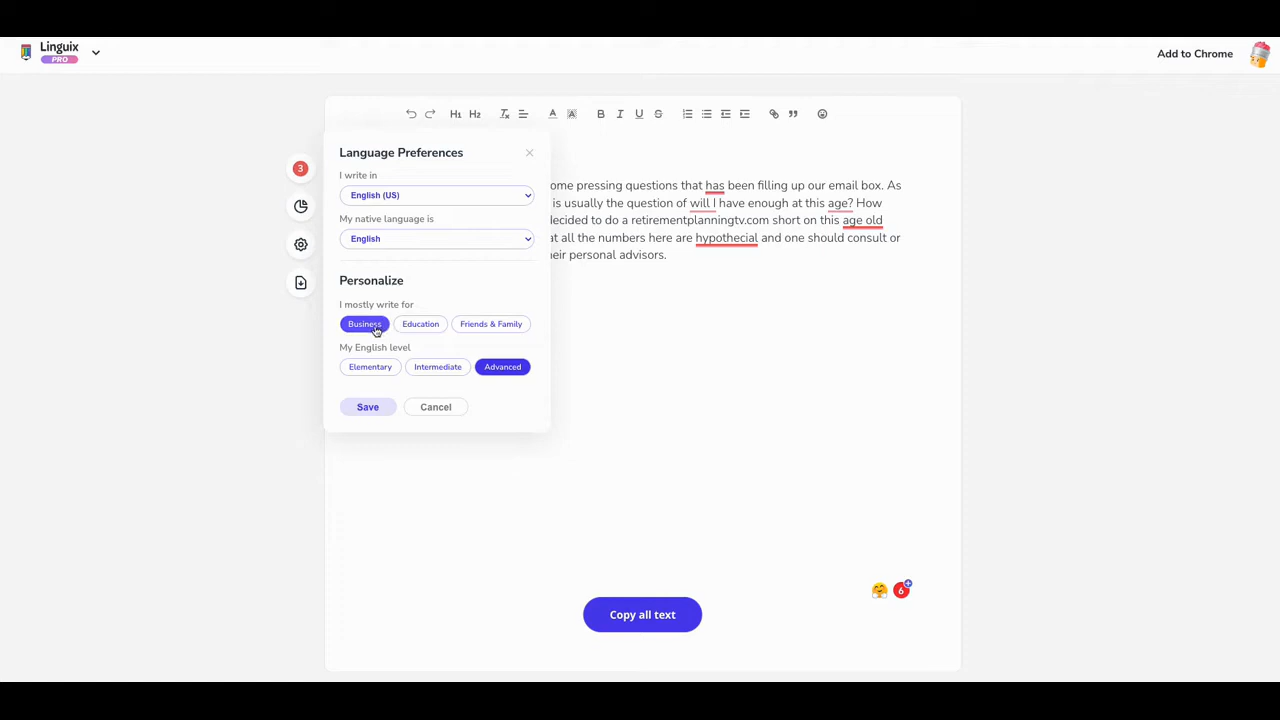 Linguix
PRO
Add to Chrome
H1 H2 B I U S
3
Language Preferences
I write in
English (US)
My native language is
English
Personalize
I mostly write for
Business Education Friends & Family
My English level
Elementary Intermediate Advanced
Save Cancel
ome pressing questions that has been filling up our email box. As
is usually the question of will I have enough at this age? How
ecided to do a retirementplanningtv.com short on this age old
at all the numbers here are hypothecial and one should consult or
eir personal advisors.
6
Copy all text